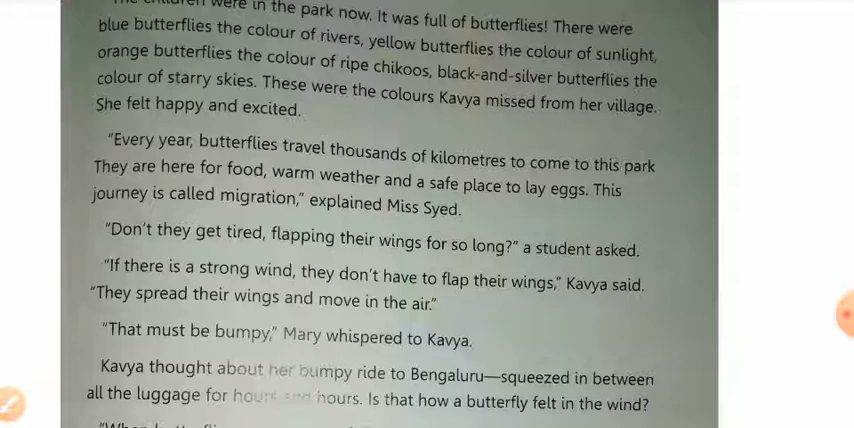 children were in the park now. It was full of butterflies! There were
blue butterflies the colour of rivers, yellow butterflies the colour of sunlight,
orange butterflies the colour of ripe chikoos, black-and-silver butterflies the
colour of starry skies. These were the colours Kavya missed from her village.
She felt happy and excited.
"Every year, butterflies travel thousands of kilometres to come to this park
They are here for food, warm weather and a safe place to lay eggs. This
journey is called migration," explained Miss Syed.
"Don't they get tired, flapping their wings for so long?" a student asked.
"If there is a strong wind, they don't have to flap their wings," Kavya said.
"They spread their wings and move in the air."
"That must be bumpy," Mary whispered to Kavya.
Kavya thought about her bumpy ride to Bengaluru—squeezed in between
all the luggage for hours and hours. Is that how a butterfly felt in the wind?